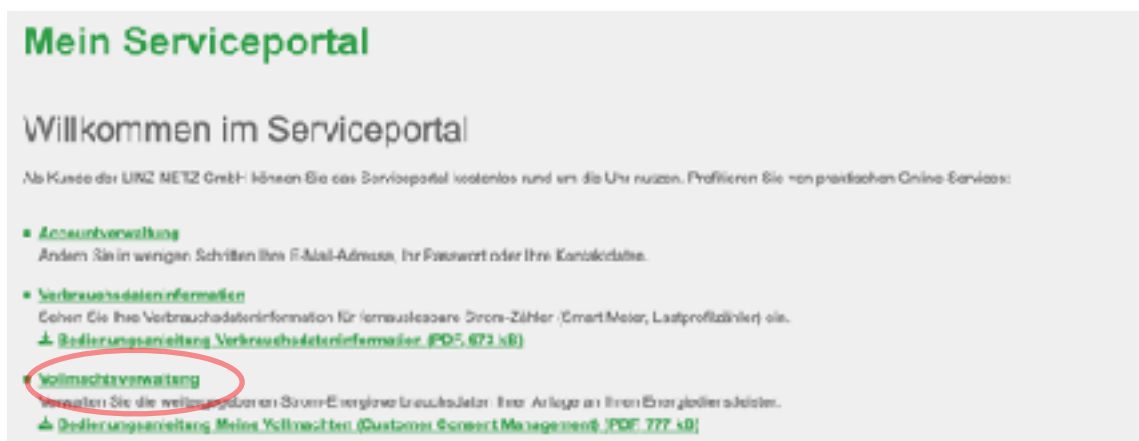 Mein Serviceportal
Willkommen im Serviceportal
Als Kunde der LINZ NETZ GmbH können Sie das Serviceportal kostenlos rund um die Uhr nutzen. Profitieren Sie von praktischen Online-Services:
Accountverwaltung
Ändern Sie in wenigen Schritten Ihre E-Mail-Adresse, Ihr Passwort oder Ihre Kontaktdaten.
Verbrauchsdateninformation
Sehen Sie Ihre Verbrauchsdateninformation für fernauslesbare Strom-Zähler (Smart Meter, Lastprofilzähler) ein.
Bedienungsanleitung Verbrauchsdateninformation (PDF, 673 kB)
Vollmachtsverwaltung
Verwalten Sie die weitergegebenen Strom-Energieverbrauchsdaten Ihrer Anlage an Ihren Energiedienstleister.
Bedienungsanleitung Meine Vollmachten (Customer Consent Management) (PDF, 777 kB)